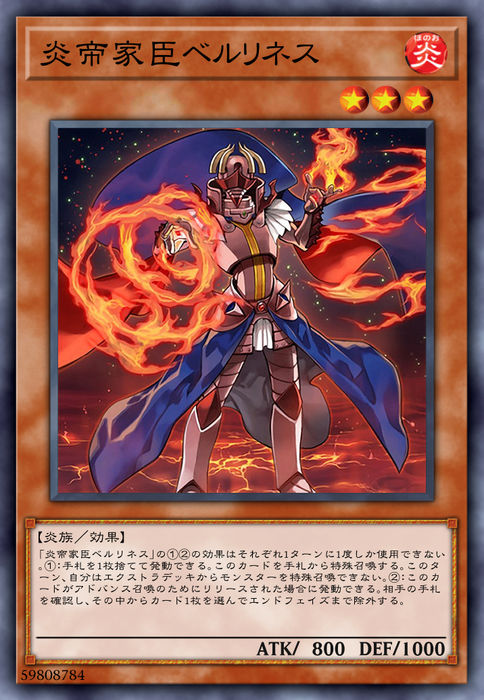 炎帝家臣ベルリネス
ほのお
炎
【炎族／効果】
「炎帝家臣ベルリネス」の①②の効果はそれぞれ1ターンに1度しか使用できない
。①：手札を1枚捨てて発動できる。このカードを手札から特殊召喚する。このタ
ーン、自分はエクストラデッキからモンスターを特殊召喚できない。②：このカ
ードがアドバンス召喚のためにリリースされた場合に発動できる。相手の手札
を確認し、その中からカード1枚を選んでエンドフェイズまで除外する。
ATK/ 800 DEF/1000
59808784